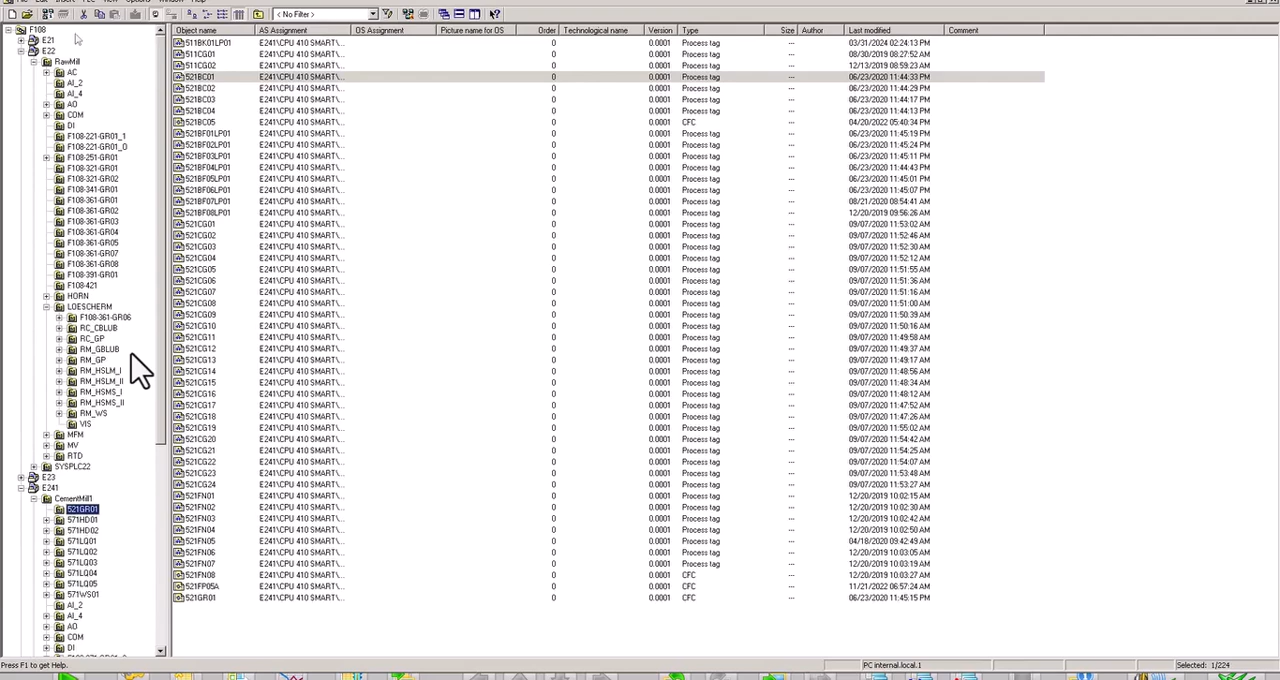 < No Filter >
F108
E21
E22
RawMill
AC
AI_2
AI_4
AO
COM
DI
F108-221-GR01_1
F108-221-GR01_0
F108-251-GR01
F108-321-GR01
F108-321-GR02
F108-341-GR01
F108-361-GR01
F108-361-GR02
F108-361-GR03
F108-361-GR04
F108-361-GR05
F108-361-GR07
F108-361-GR08
F108-391-GR01
F108-421
HORN
LOESCHERM
F108-361-GR06
RC_CBLUB
RC_GP
RM_GBLUB
RM_GP
RM_HSLM_I
RM_HSLM_II
RM_HSMS_I
RM_HSMS_II
RM_WS
VIS
MFM
MV
RTD
SYSPLC22
E23
E241
CementMill1
521GR01
571HD01
571HD02
571LQ01
571LQ02
571LQ03
571LQ04
571LQ05
571WS01
AI_2
AI_4
AO
COM
DI
Object name AS Assignment OS Assignment Picture name for OS Order Technological name Version Type Size Author Last modified Comment
511BK01LP01 E241\CPU 410 SMART\... 0 0.0001 Process tag --- 03/31/2024 02:24:13 PM
511CG01 E241\CPU 410 SMART\... 0 0.0001 Process tag --- 08/30/2019 08:27:52 AM
511CG02 E241\CPU 410 SMART\... 0 0.0001 Process tag --- 12/13/2019 08:59:23 AM
521BC01 E241\CPU 410 SMART\... 0 0.0001 Process tag --- 06/23/2020 11:44:33 PM
521BC02 E241\CPU 410 SMART\... 0 0.0001 Process tag --- 06/23/2020 11:44:29 PM
521BC03 E241\CPU 410 SMART\... 0 0.0001 Process tag --- 06/23/2020 11:44:17 PM
521BC04 E241\CPU 410 SMART\... 0 0.0001 Process tag --- 06/23/2020 11:44:13 PM
521BC05 E241\CPU 410 SMART\... 0 0.0001 CFC --- 04/20/2022 05:40:34 PM
521BF01LP01 E241\CPU 410 SMART\... 0 0.0001 Process tag --- 06/23/2020 11:45:19 PM
521BF02LP01 E241\CPU 410 SMART\... 0 0.0001 Process tag --- 06/23/2020 11:45:24 PM
521BF03LP01 E241\CPU 410 SMART\... 0 0.0001 Process tag --- 06/23/2020 11:45:11 PM
521BF04LP01 E241\CPU 410 SMART\... 0 0.0001 Process tag --- 06/23/2020 11:44:43 PM
521BF05LP01 E241\CPU 410 SMART\... 0 0.0001 Process tag --- 06/23/2020 11:45:01 PM
521BF06LP01 E241\CPU 410 SMART\... 0 0.0001 Process tag --- 06/23/2020 11:45:07 PM
521BF07LP01 E241\CPU 410 SMART\... 0 0.0001 Process tag --- 08/21/2020 08:54:41 AM
521BF08LP01 E241\CPU 410 SMART\... 0 0.0001 Process tag --- 12/20/2019 09:56:26 AM
521CG01 E241\CPU 410 SMART\... 0 0.0001 Process tag --- 09/07/2020 11:53:02 AM
521CG02 E241\CPU 410 SMART\... 0 0.0001 Process tag --- 09/07/2020 11:52:46 AM
521CG03 E241\CPU 410 SMART\... 0 0.0001 Process tag --- 09/07/2020 11:52:30 AM
521CG04 E241\CPU 410 SMART\... 0 0.0001 Process tag --- 09/07/2020 11:52:12 AM
521CG05 E241\CPU 410 SMART\... 0 0.0001 Process tag --- 09/07/2020 11:51:55 AM
521CG06 E241\CPU 410 SMART\... 0 0.0001 Process tag --- 09/07/2020 11:51:36 AM
521CG07 E241\CPU 410 SMART\... 0 0.0001 Process tag --- 09/07/2020 11:51:16 AM
521CG08 E241\CPU 410 SMART\... 0 0.0001 Process tag --- 09/07/2020 11:51:00 AM
521CG09 E241\CPU 410 SMART\... 0 0.0001 Process tag --- 09/07/2020 11:50:39 AM
521CG10 E241\CPU 410 SMART\... 0 0.0001 Process tag --- 09/07/2020 11:50:16 AM
521CG11 E241\CPU 410 SMART\... 0 0.0001 Process tag --- 09/07/2020 11:49:58 AM
521CG12 E241\CPU 410 SMART\... 0 0.0001 Process tag --- 09/07/2020 11:49:37 AM
521CG13 E241\CPU 410 SMART\... 0 0.0001 Process tag --- 09/07/2020 11:49:17 AM
521CG14 E241\CPU 410 SMART\... 0 0.0001 Process tag --- 09/07/2020 11:48:56 AM
521CG15 E241\CPU 410 SMART\... 0 0.0001 Process tag --- 09/07/2020 11:48:34 AM
521CG16 E241\CPU 410 SMART\... 0 0.0001 Process tag --- 09/07/2020 11:48:12 AM
521CG17 E241\CPU 410 SMART\... 0 0.0001 Process tag --- 09/07/2020 11:47:52 AM
521CG18 E241\CPU 410 SMART\... 0 0.0001 Process tag --- 09/07/2020 11:47:26 AM
521CG19 E241\CPU 410 SMART\... 0 0.0001 Process tag --- 09/07/2020 11:55:02 AM
521CG20 E241\CPU 410 SMART\... 0 0.0001 Process tag --- 09/07/2020 11:54:42 AM
521CG21 E241\CPU 410 SMART\... 0 0.0001 Process tag --- 09/07/2020 11:54:25 AM
521CG22 E241\CPU 410 SMART\... 0 0.0001 Process tag --- 09/07/2020 11:54:07 AM
521CG23 E241\CPU 410 SMART\... 0 0.0001 Process tag --- 09/07/2020 11:53:48 AM
521CG24 E241\CPU 410 SMART\... 0 0.0001 Process tag --- 09/07/2020 11:53:27 AM
521FN01 E241\CPU 410 SMART\... 0 0.0001 Process tag --- 12/20/2019 10:02:15 AM
521FN02 E241\CPU 410 SMART\... 0 0.0001 Process tag --- 12/20/2019 10:02:30 AM
521FN03 E241\CPU 410 SMART\... 0 0.0001 Process tag --- 12/20/2019 10:02:42 AM
521FN04 E241\CPU 410 SMART\... 0 0.0001 Process tag --- 12/20/2019 10:02:50 AM
521FN05 E241\CPU 410 SMART\... 0 0.0001 Process tag --- 04/18/2020 09:42:49 AM
521FN06 E241\CPU 410 SMART\... 0 0.0001 Process tag --- 12/20/2019 10:03:05 AM
521FN07 E241\CPU 410 SMART\... 0 0.0001 Process tag --- 12/20/2019 10:03:19 AM
521FN08 E241\CPU 410 SMART\... 0 0.0001 CFC --- 12/20/2019 10:03:27 AM
521FP05A E241\CPU 410 SMART\... 0 0.0001 CFC --- 11/21/2022 06:57:24 AM
521GR01 E241\CPU 410 SMART\... 0 0.0001 CFC --- 06/23/2020 11:45:15 PM
Press F1 to get Help. PC internal.local.1 Selected: 1/224